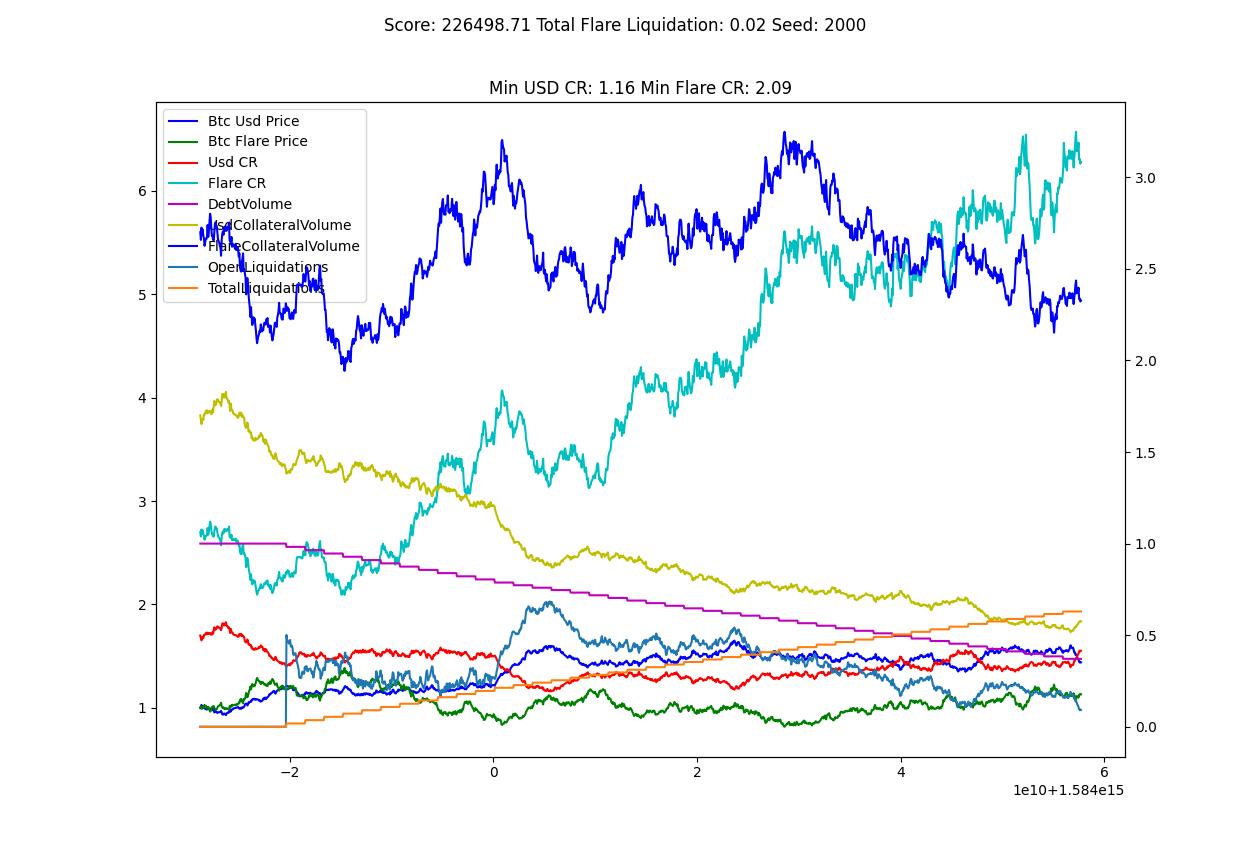 Score: 226498.71 Total Flare Liquidation: 0.02 Seed: 2000
Min USD CR: 1.16 Min Flare CR: 2.09
Btc Usd Price
Btc Flare Price
Usd CR
Flare CR
DebtVolume
UsdCollateralVolume
FlareCollateralVolume
OpenLiquidations
TotalLiquidations
6
5
4
3
2
1
3.0
2.5
2.0
1.5
1.0
0.5
0.0
−2
0
2
4
6
1e10+1.584e15